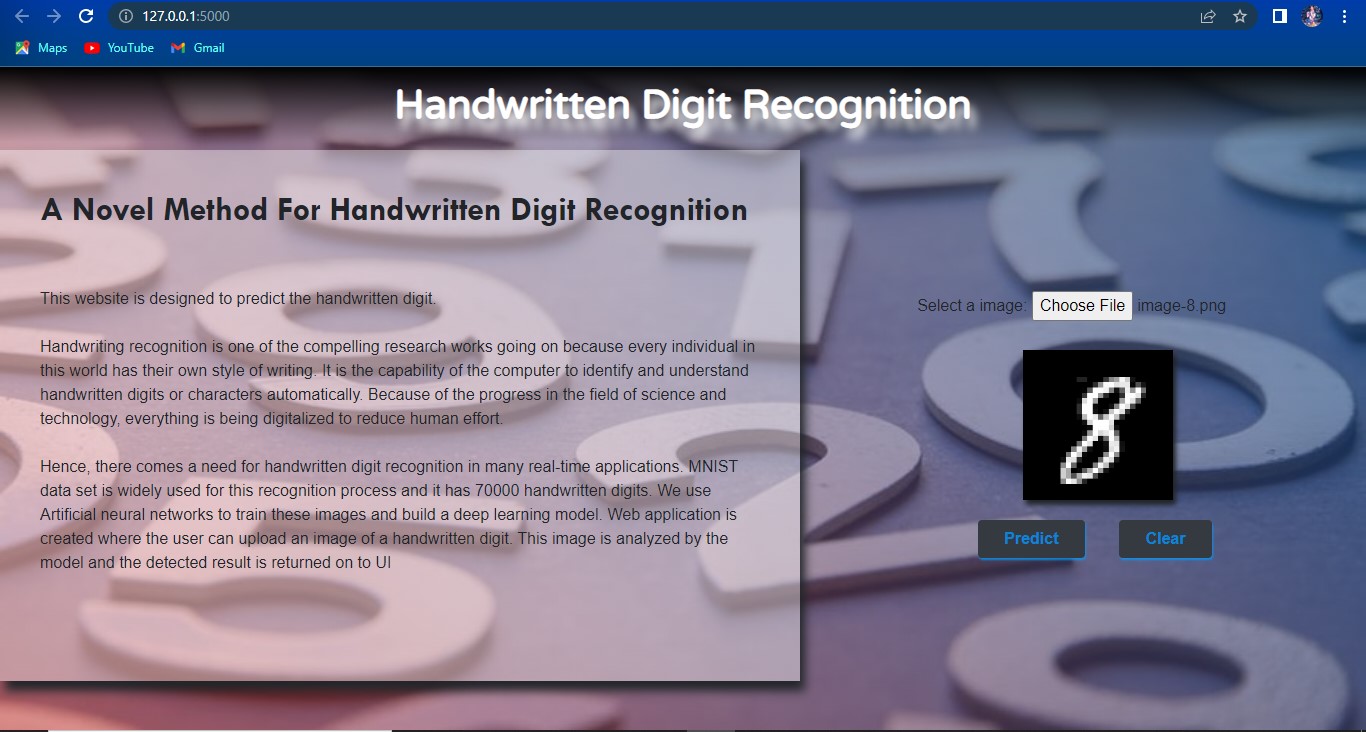 127.0.0.1:5000
Maps YouTube Gmail
Handwritten Digit Recognition
A Novel Method For Handwritten Digit Recognition
This website is designed to predict the handwritten digit.
Handwriting recognition is one of the compelling research works going on because every individual in
this world has their own style of writing. It is the capability of the computer to identify and understand
handwritten digits or characters automatically. Because of the progress in the field of science and
technology, everything is being digitalized to reduce human effort.
Hence, there comes a need for handwritten digit recognition in many real-time applications. MNIST
data set is widely used for this recognition process and it has 70000 handwritten digits. We use
Artificial neural networks to train these images and build a deep learning model. Web application is
created where the user can upload an image of a handwritten digit. This image is analyzed by the
model and the detected result is returned on to UI
Select a image: Choose File image-8.png
8
Predict Clear